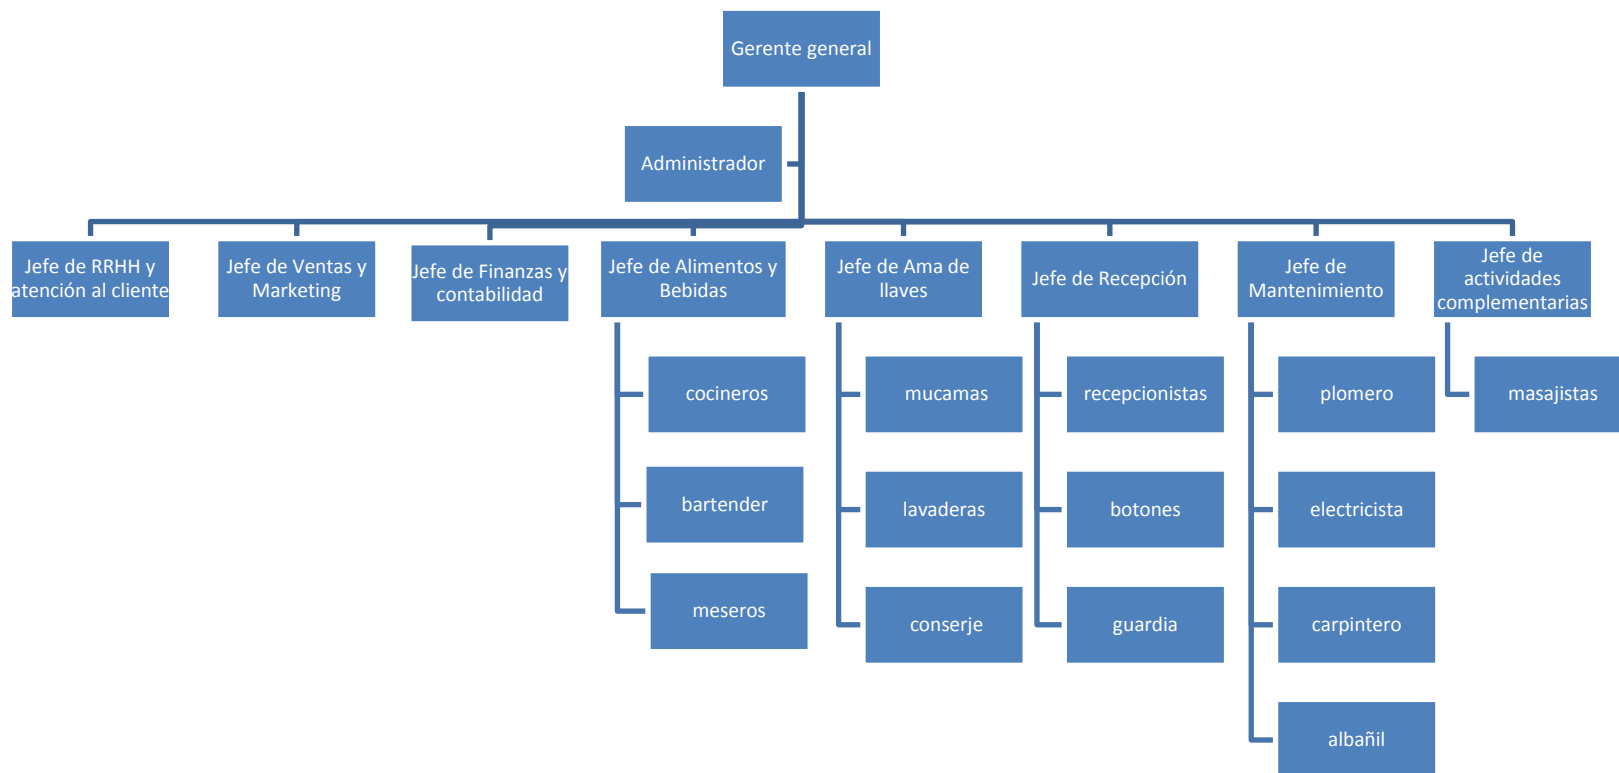 Gerente general
Administrador
Jefe de RRHH y
atención al cliente
Jefe de Ventas y
Marketing
Jefe de Finanzas y
contabilidad
Jefe de Alimentos y
Bebidas
Jefe de Ama de
llaves
Jefe de Recepción
Jefe de
Mantenimiento
Jefe de
actividades
complementarias
cocineros
mucamas
recepcionistas
plomero
masajistas
bartender
lavaderas
botones
electricista
meseros
conserje
guardia
carpintero
albañil